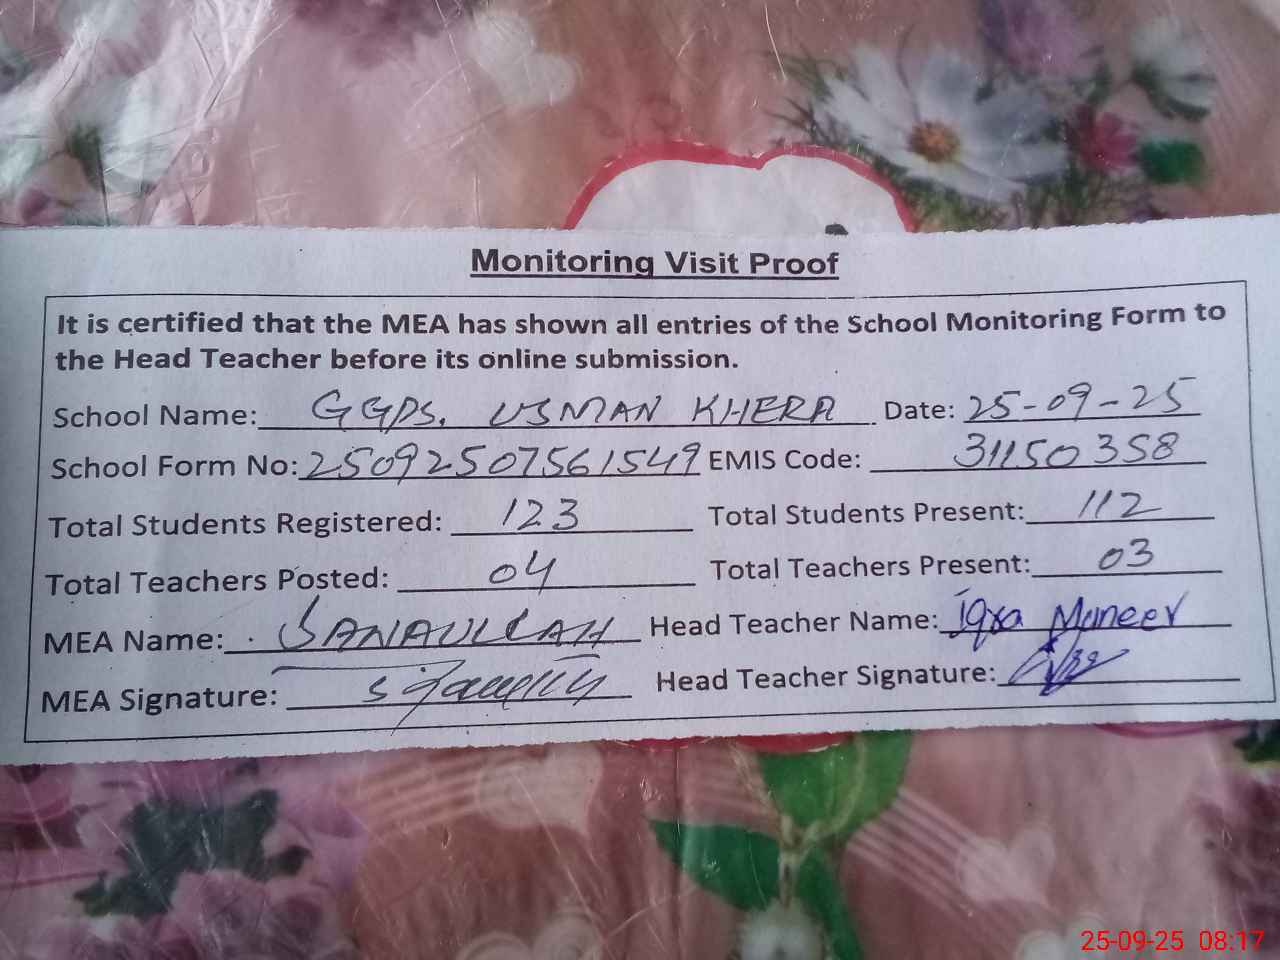 Monitoring Visit Proof
It is certified that the MEA has shown all entries of the School Monitoring Form to
the Head Teacher before its online submission.
School Name: GGPS. USMAN KHERA Date: 25-09-25
School Form No: 25092507561549 EMIS Code: 31150358
Total Students Registered: 123 Total Students Present: 112
Total Teachers Posted: 04 Total Teachers Present: 03
MEA Name: SANAULLAH Head Teacher Name: Iqra Muneer
MEA Signature: Head Teacher Signature:
25-09-25 08:17